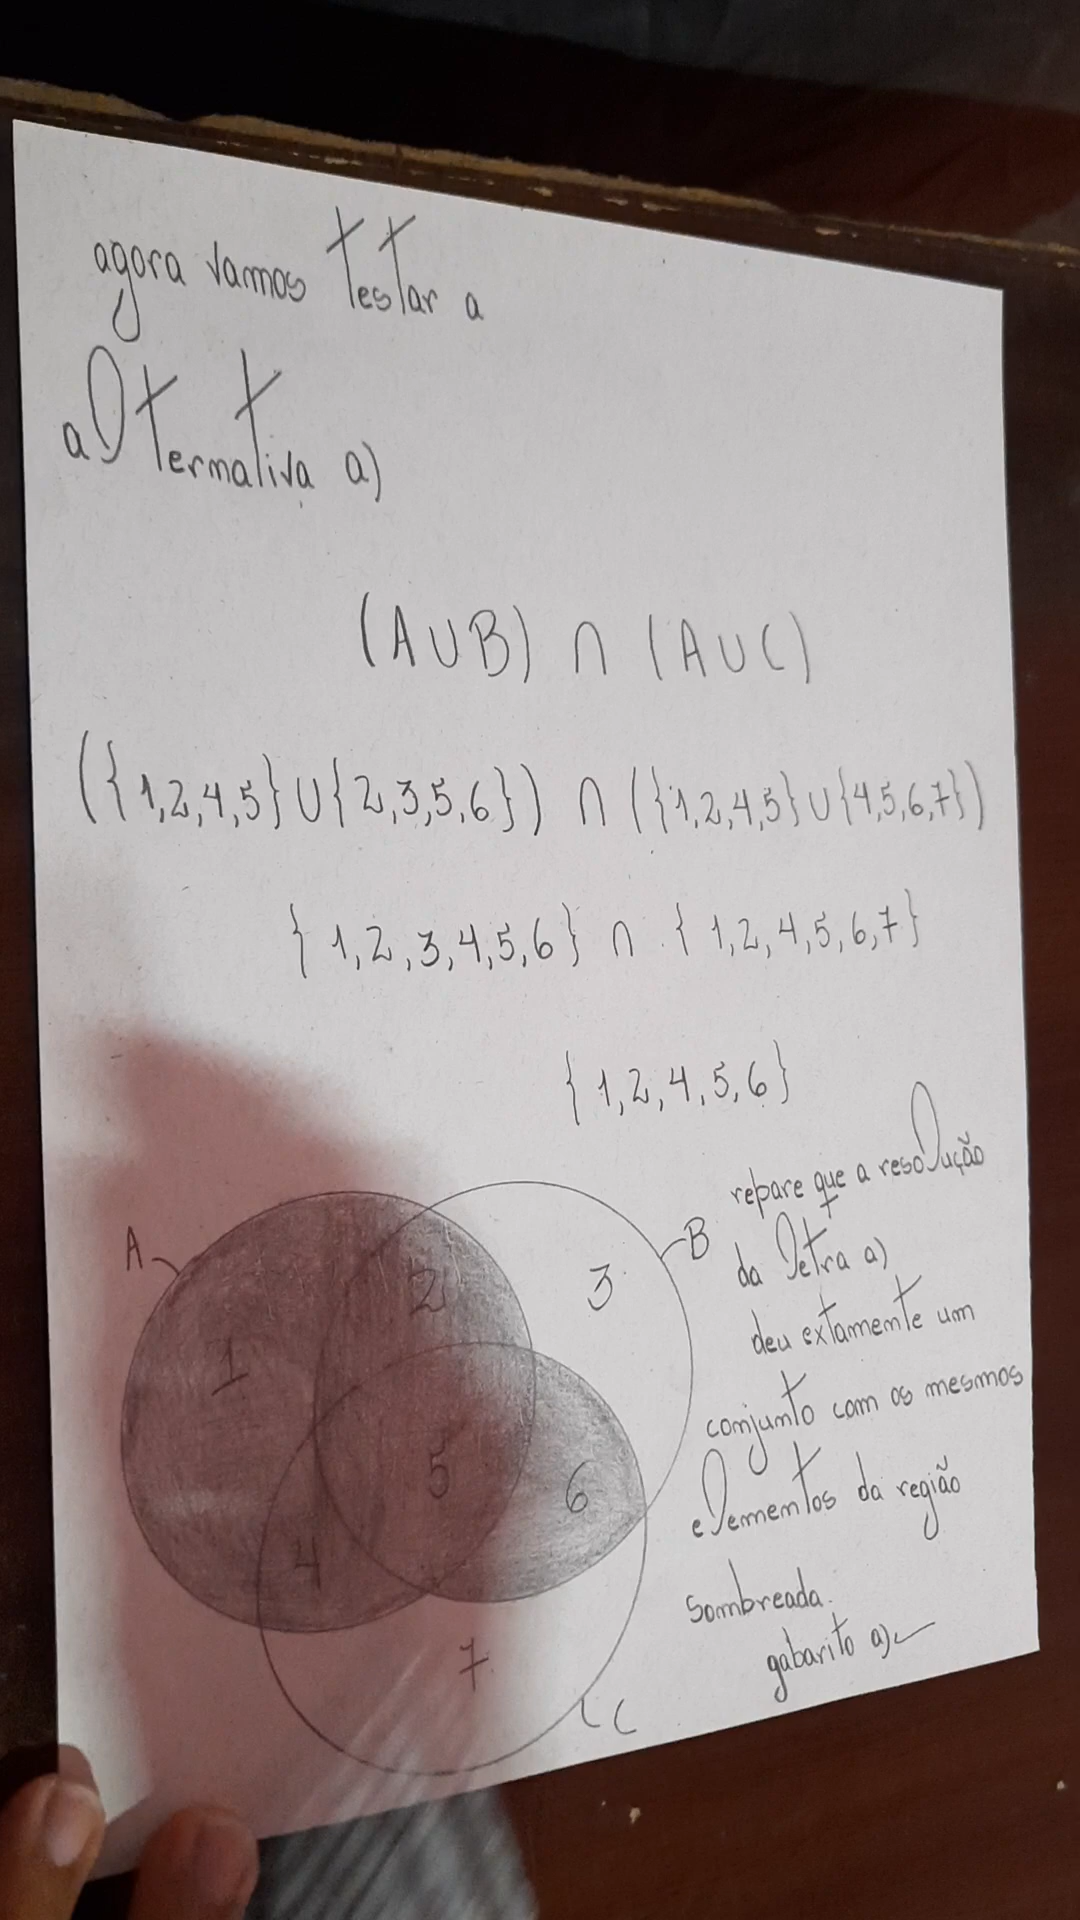 agora vamos testar a
alternativa a)
(A∪B) ∩ (A∪C)
({1,2,4,5}∪{2,3,5,6}) ∩ ({1,2,4,5}∪{4,5,6,7})
{1,2,3,4,5,6} ∩ {1,2,4,5,6,7}
{1,2,4,5,6}
repare que a resolução
da letra a)
deu extamente um
conjunto com os mesmos
elementos da região
sombreada.
gabarito a)
A
B
2
3
1
5
6
4
7
C